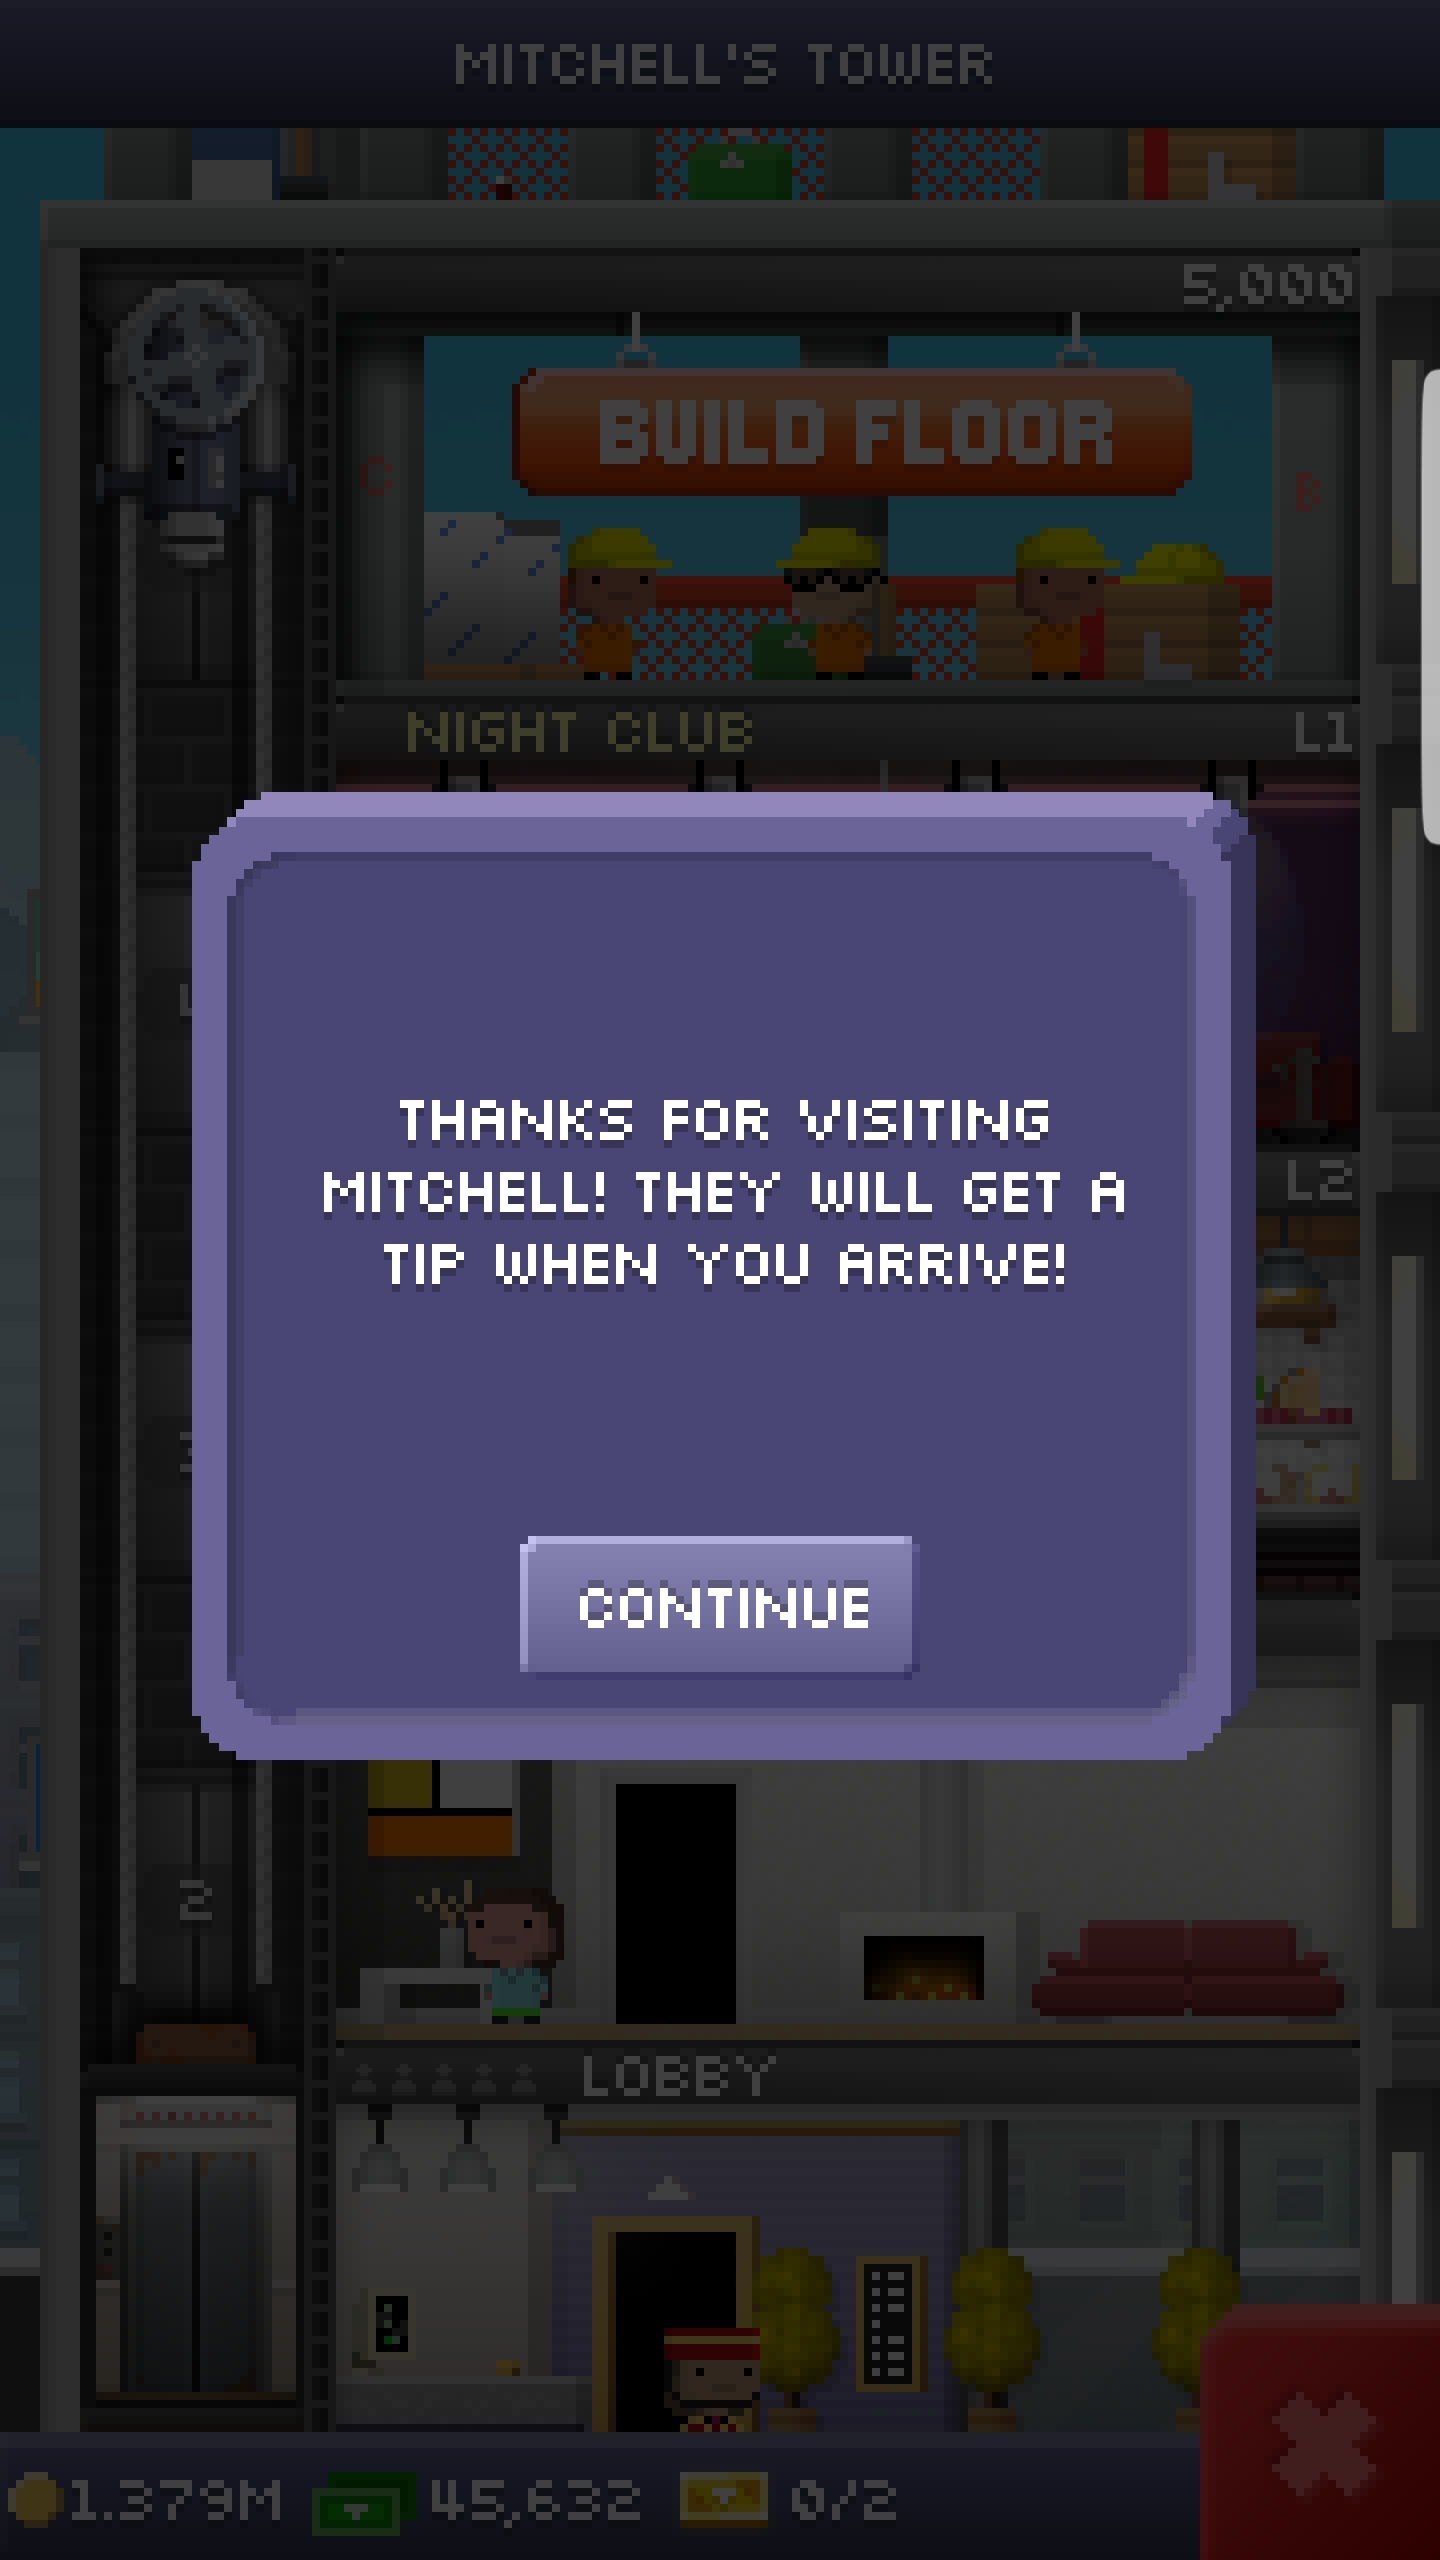 MITCHELL'S TOWER
5,000
BUILD FLOOR
C
B
NIGHT CLUB
L1
THANKS FOR VISITING
MITCHELL! THEY WILL GET A
TIP WHEN YOU ARRIVE!
L2
CONTINUE
2
LOBBY
1.379M
45,632
0/2